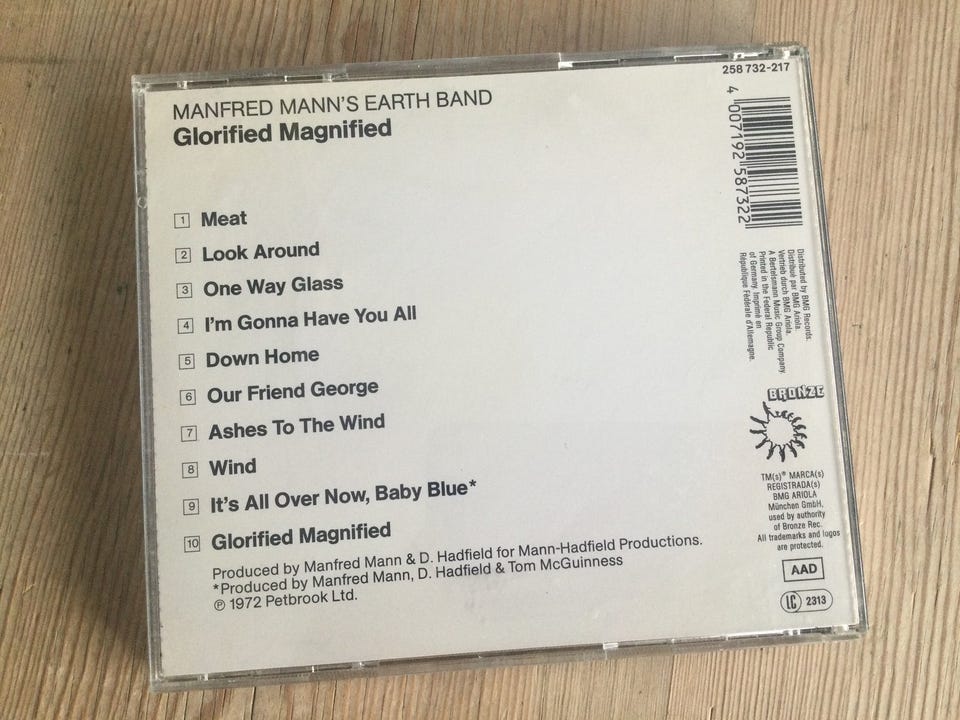 MANFRED MANN'S EARTH BAND
Glorified Magnified
1 Meat
2 Look Around
3 One Way Glass
4 I'm Gonna Have You All
5 Down Home
6 Our Friend George
7 Ashes To The Wind
8 Wind
9 It's All Over Now, Baby Blue*
10 Glorified Magnified
Produced by Manfred Mann & D. Hadfield for Mann-Hadfield Productions.
*Produced by Manfred Mann, D. Hadfield & Tom McGuinness
℗ 1972 Petbrook Ltd.
258 732-217
4 007192 587322
Distributed by BMG Records.
Distribué par BMG Ariola.
Vertrieb durch BMG Ariola.
A Bertelsmann Music Group Company.
Printed in the Federal Republic
of Germany. Imprimé en
République Fédérale d'Allemagne.
BRONZE
TM(s)® MARCA(s)
REGISTRADA(s)
BMG ARIOLA
München GmbH,
used by authority
of Bronze Rec.
All trademarks and logos
are protected.
AAD
LC 2313